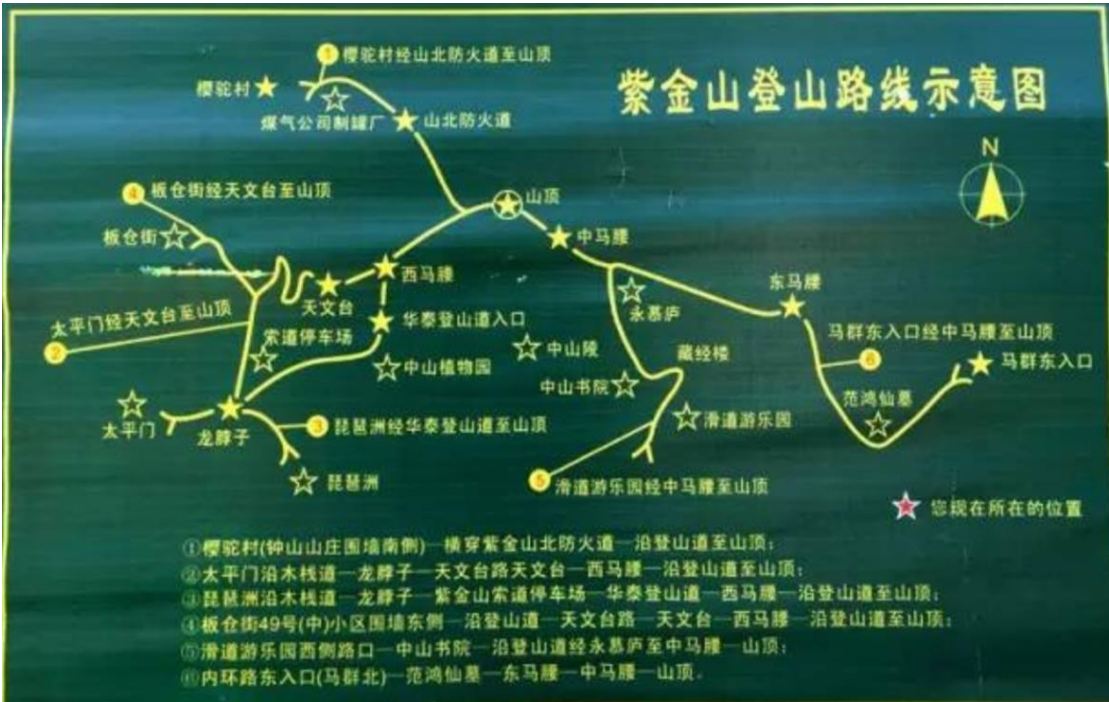 紫金山登山路线示意图
N
① 樱驼村经山北防火道至山顶
樱驼村
煤气公司制罐厂
山北防火道
④ 板仓街经天文台至山顶
山顶
板仓街
中马腰
西马腰
天文台
东马腰
永慕庐
太平门经天文台至山顶
②
索道停车场
华泰登山道入口
马群东入口经中马腰至山顶
⑥
中山陵
藏经楼
马群东入口
中山植物园
中山书院
范鸿仙墓
太平门
龙脖子
③ 琵琶洲经华泰登山道至山顶
滑道游乐园
琵琶洲
⑤ 滑道游乐园经中马腰至山顶
您现在所在的位置
①樱驼村(钟山山庄围墙南侧)—横穿紫金山北防火道—沿登山道至山顶;
②太平门沿木栈道—龙脖子—天文台路天文台—西马腰—沿登山道至山顶;
③琵琶洲沿木栈道—龙脖子—紫金山索道停车场—华泰登山道—西马腰—沿登山道至山顶;
④板仓街49号(中)小区围墙东侧—沿登山道—天文台路—天文台—西马腰—沿登山道至山顶;
⑤滑道游乐园西侧路口—中山书院—沿登山道经永慕庐至中马腰—山顶;
⑥内环路东入口(马群北)—范鸿仙墓—东马腰—中马腰—山顶。